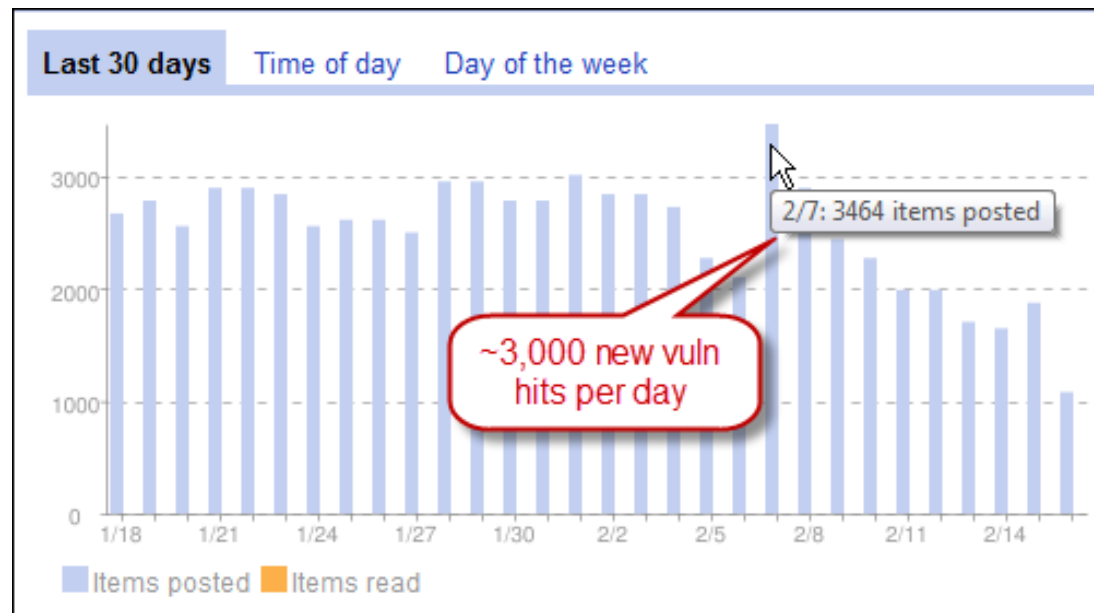 Last 30 days Time of day Day of the week
3000
2/7: 3464 items posted
2000
~3,000 new vuln
hits per day
1000
0
1/18 1/21 1/24 1/27 1/30 2/2 2/5 2/8 2/11 2/14
Items posted Items read